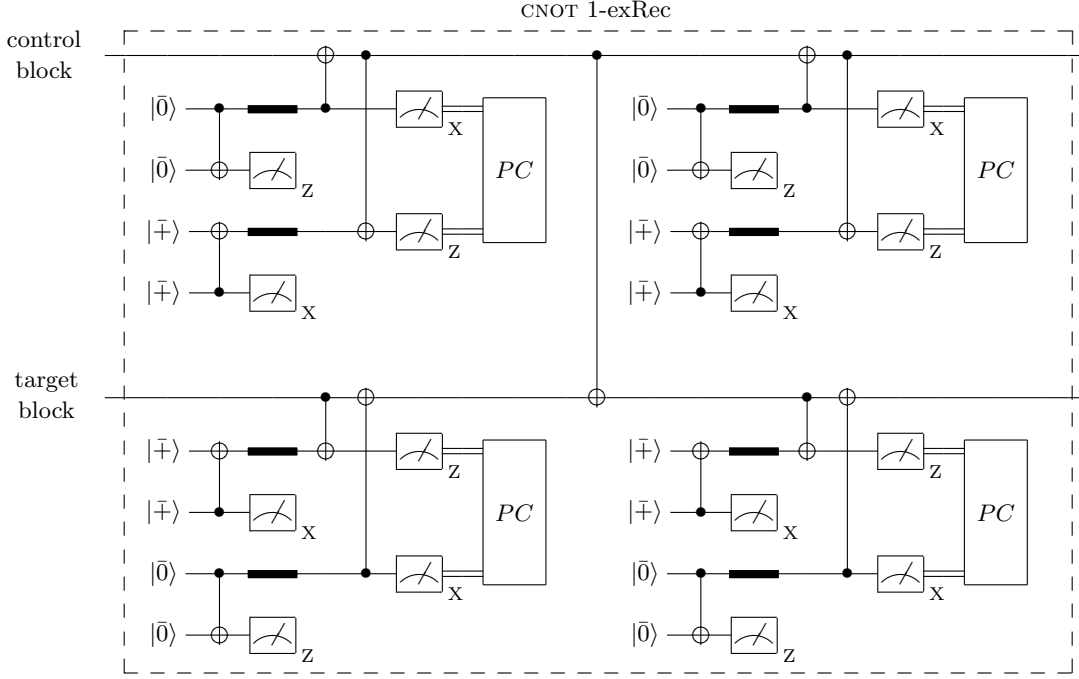 CNOT 1-exRec
control
block
|0̄⟩ X |0̄⟩ X
|0̄⟩ Z PC |0̄⟩ Z PC
|+̄⟩ Z |+̄⟩ Z
|+̄⟩ X |+̄⟩ X
target
block
|+̄⟩ Z |+̄⟩ Z
|+̄⟩ X PC |+̄⟩ X PC
|0̄⟩ X |0̄⟩ X
|0̄⟩ Z |0̄⟩ Z